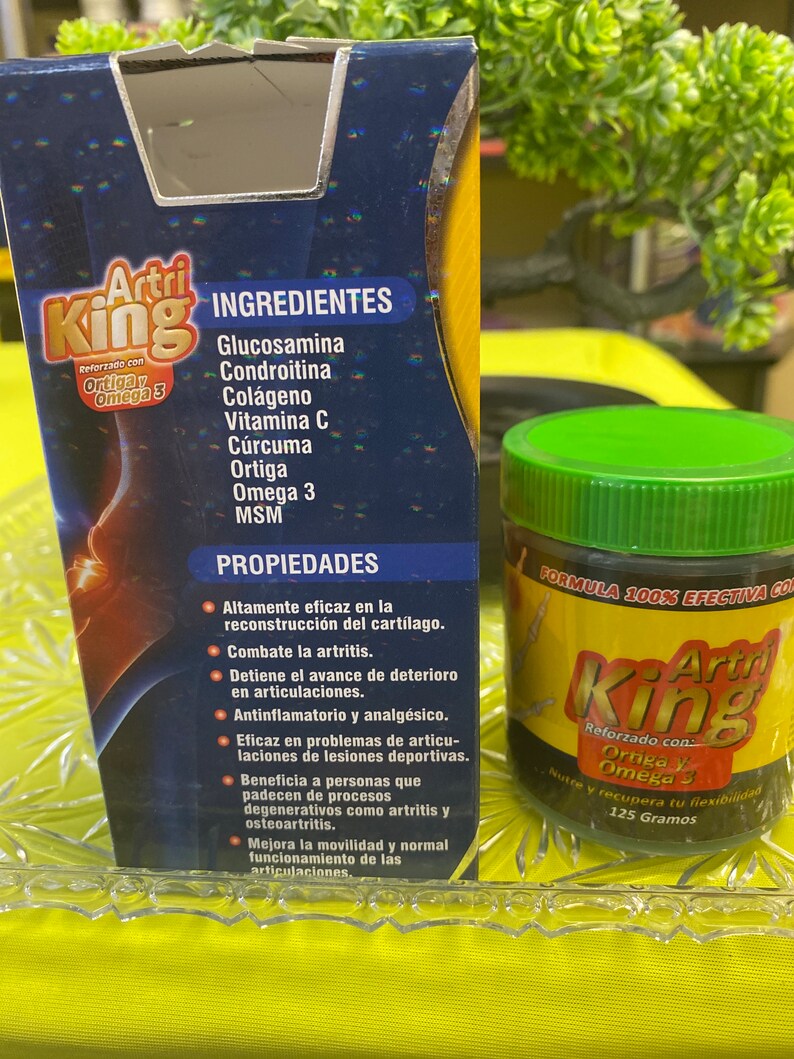 Artri
King
Reforzado con
Ortiga y
Omega 3
INGREDIENTES
Glucosamina
Condroitina
Colágeno
Vitamina C
Cúrcuma
Ortiga
Omega 3
MSM
PROPIEDADES
Altamente eficaz en la
reconstrucción del cartílago.
Combate la artritis.
Detiene el avance de deterioro
en articulaciones.
Antinflamatorio y analgésico.
Eficaz en problemas de articu-
laciones de lesiones deportivas.
Beneficia a personas que
padecen de procesos
degenerativos como artritis y
osteoartritis.
Mejora la movilidad y normal
funcionamiento de las
articulaciones.
FORMULA 100% EFECTIVA CON
Artri
King
Reforzado con:
Ortiga y
Omega 3
Nutre y recupera tu flexibilidad
125 Gramos